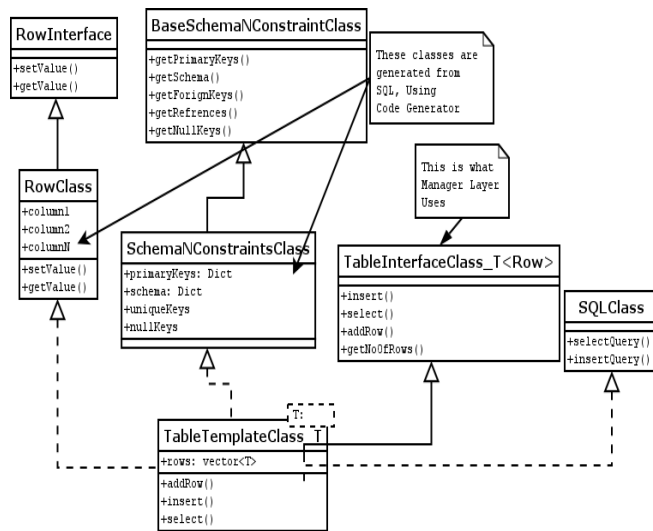 RowInterface
+setValue()
+getValue()
BaseSchemaNConstraintClass
+getPrimaryKeys()
+getSchema()
+getForignKeys()
+getRefrences()
+getNullKeys()
These classes are
generated from
SQL, Using
Code Generator
This is what
Manager Layer
Uses
RowClass
+column1
+column2
+columnN
+setValue()
+getValue()
SchemaNConstraintsClass
+primaryKeys: Dict
+schema: Dict
+uniqueKeys
+nullKeys
TableInterfaceClass_T<Row>
+insert()
+select()
+addRow()
+getNoOfRows()
SQLClass
+selectQuery()
+insertQuery()
T:
TableTemplateClass_T
+rows: vector<T>
+addRow()
+insert()
+select()